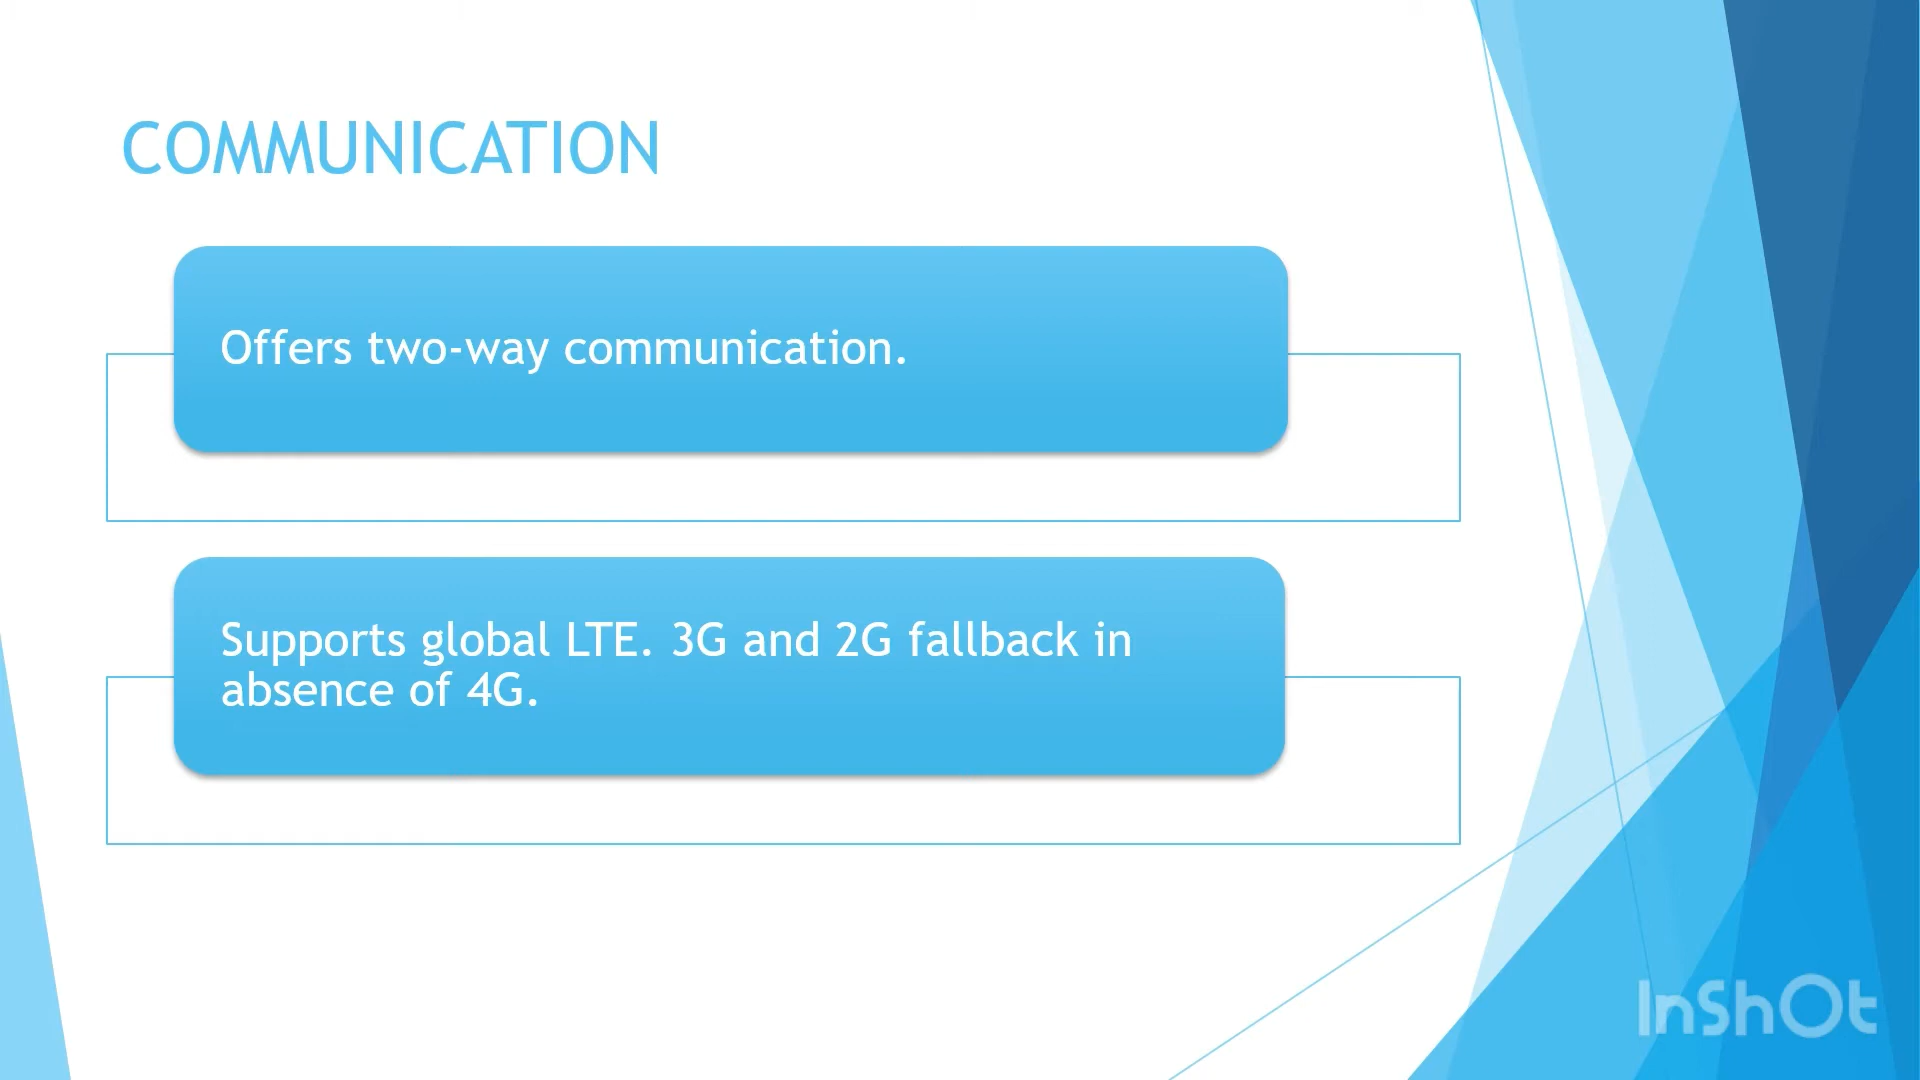 COMMUNICATION
Offers two-way communication.
Supports global LTE. 3G and 2G fallback in
absence of 4G.
InShOt